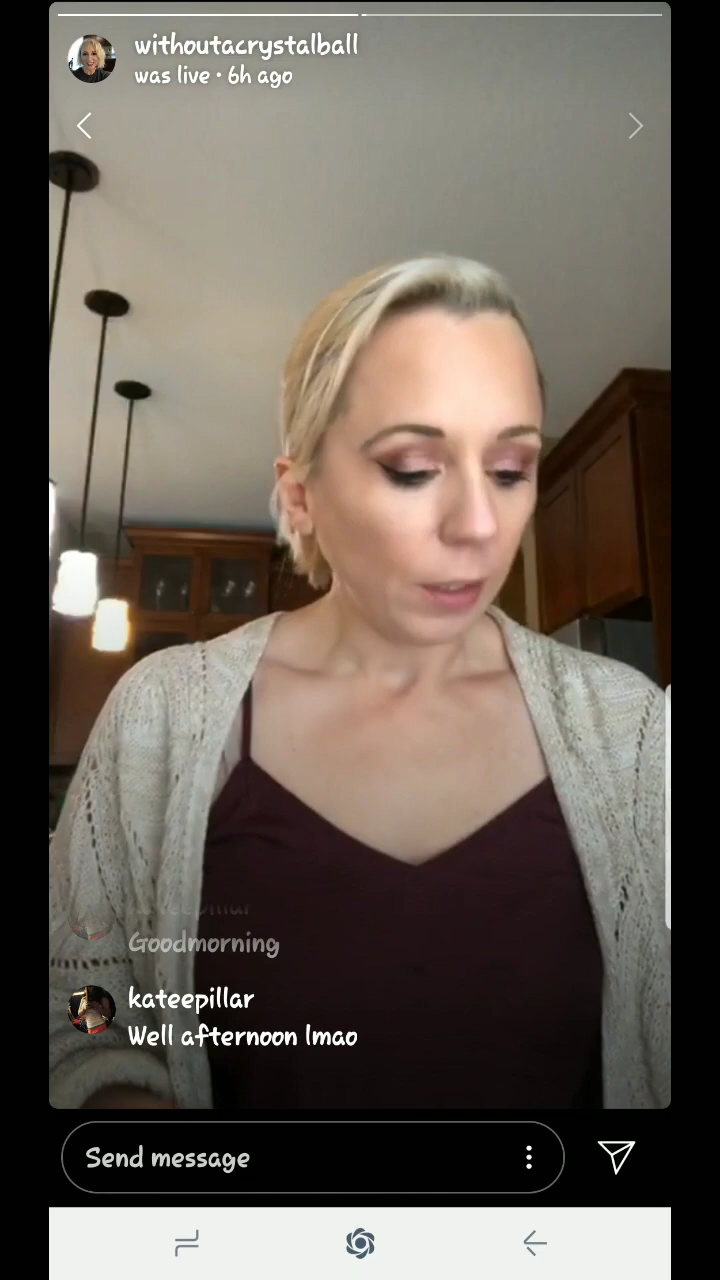 withoutacrystalball
was live • 6h ago
Goodmorning
kateepillar
Well afternoon lmao
Send message